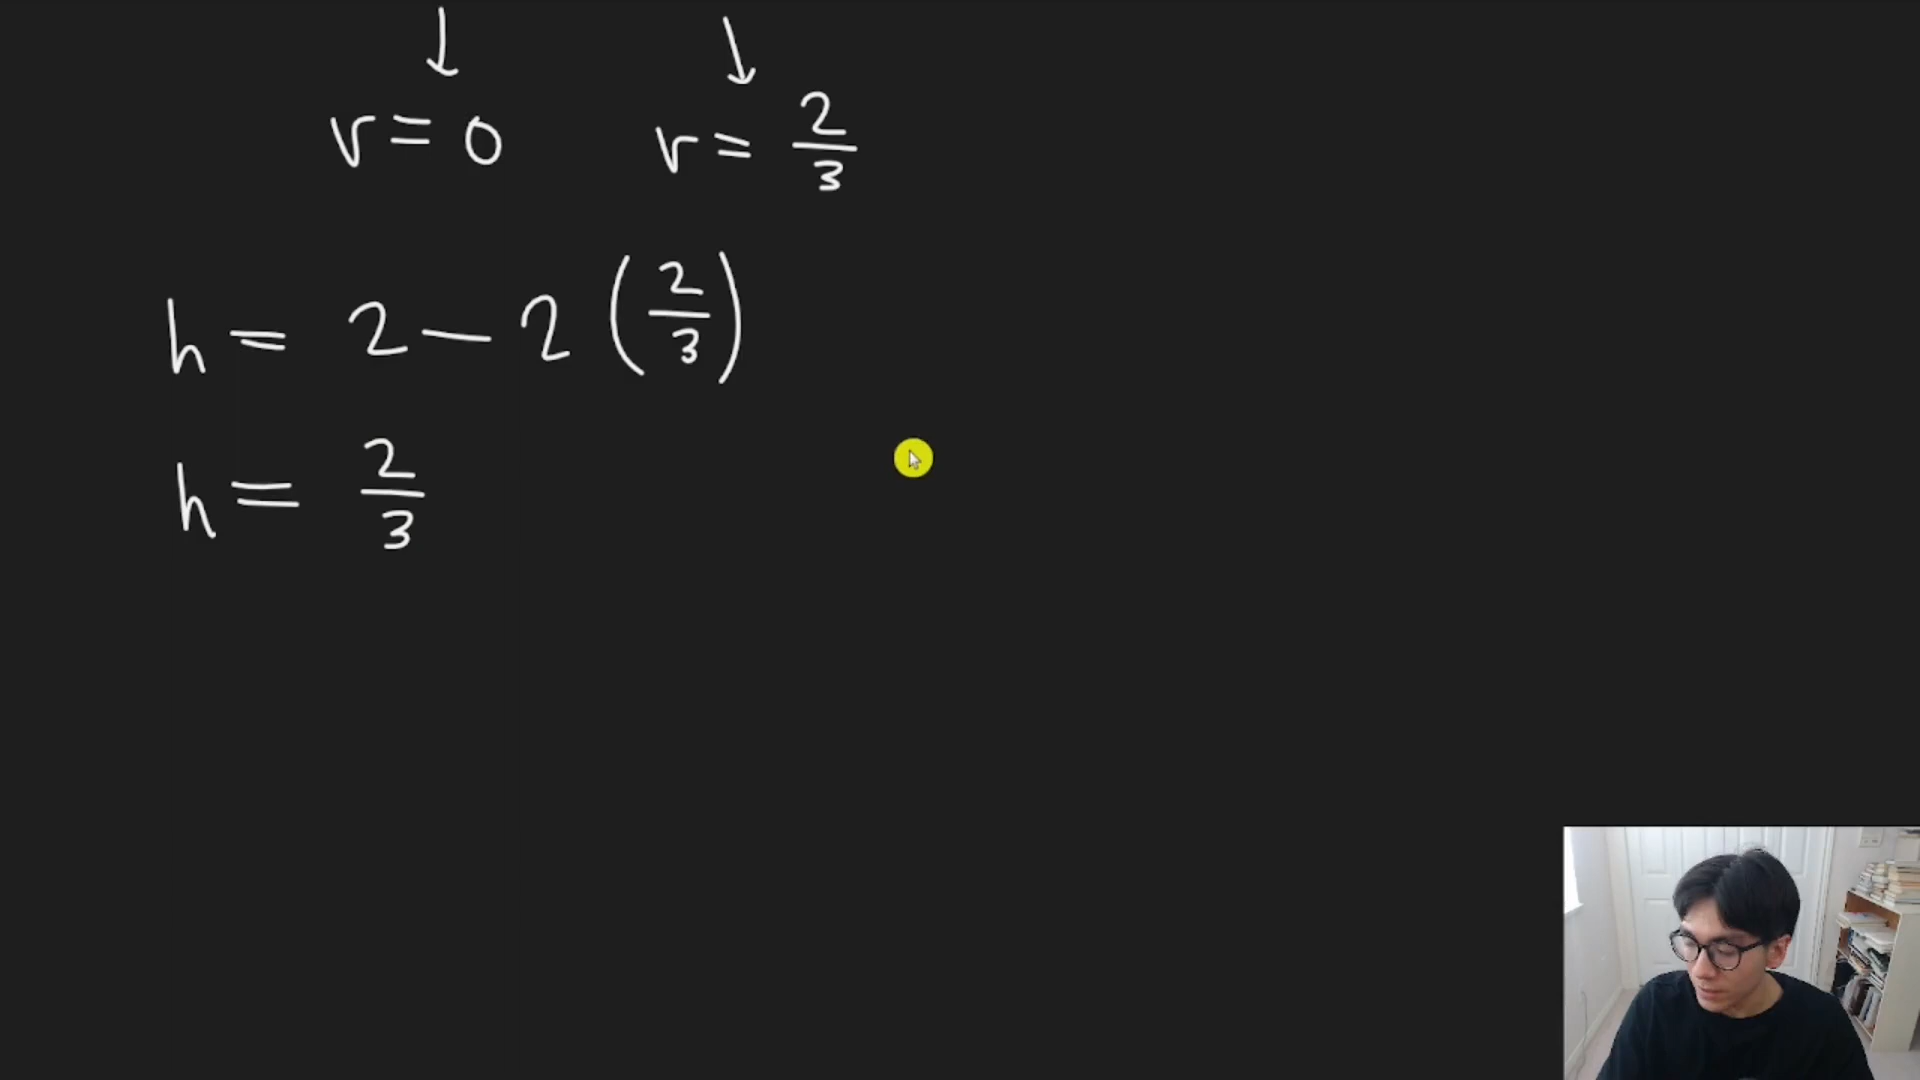 ↓ ↓
r = 0 r = 2/3
h = 2 - 2 (2/3)
h = 2/3